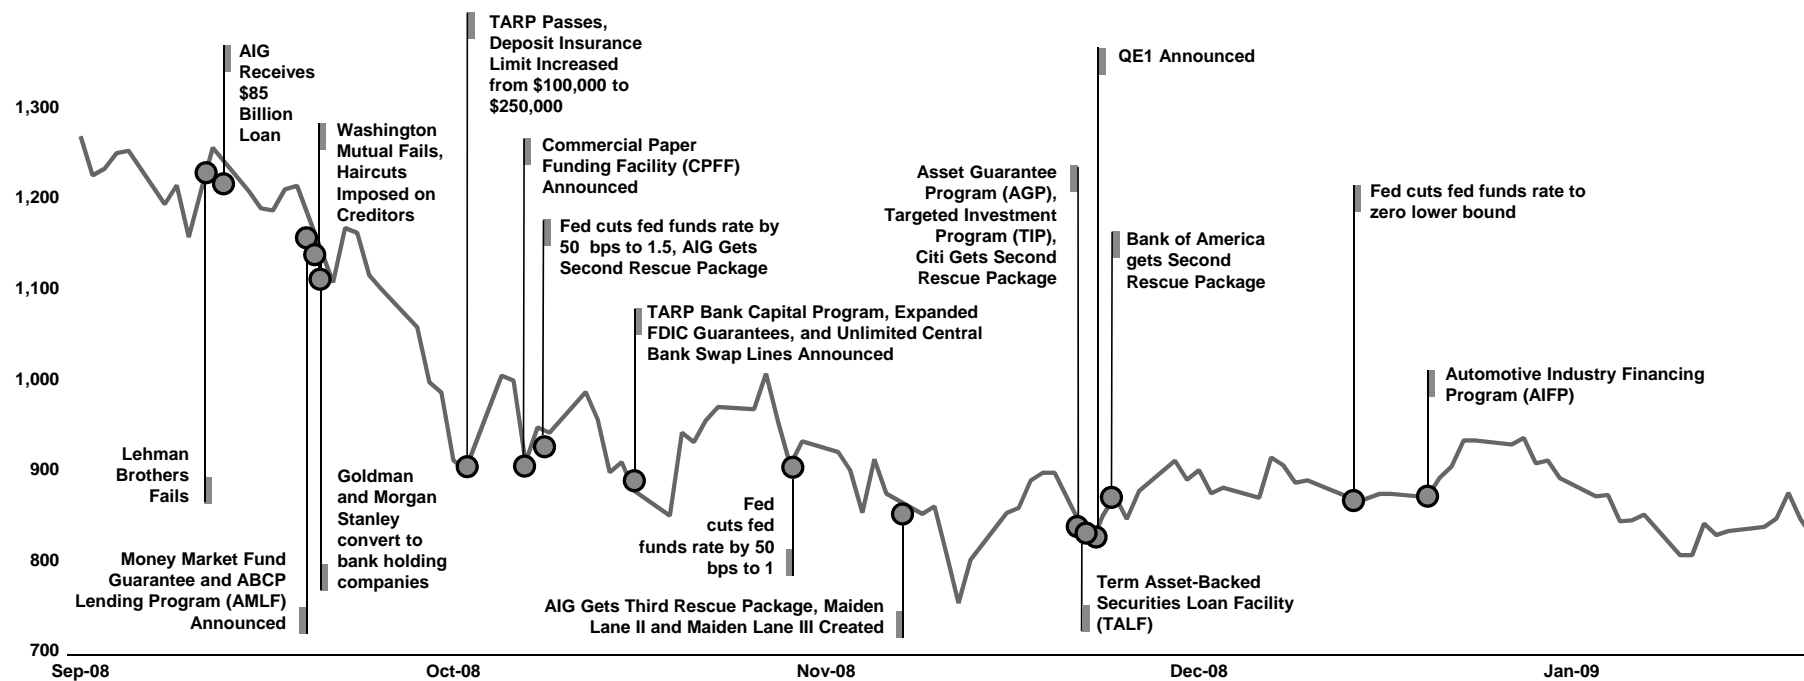 TARP Passes,
Deposit Insurance
Limit Increased
from $100,000 to
$250,000
AIG
Receives
$85
Billion
Loan
QE1 Announced
1,300
1,200
1,100
1,000
900
800
700
Washington
Mutual Fails,
Haircuts
Imposed on
Creditors
Commercial Paper
Funding Facility (CPFF)
Announced
Fed cuts fed funds rate by
50  bps to 1.5, AIG Gets
Second Rescue Package
Asset Guarantee
Program (AGP),
Targeted Investment
Program (TIP),
Citi Gets Second
Rescue Package
Fed cuts fed funds rate to
zero lower bound
Bank of America
gets Second
Rescue Package
TARP Bank Capital Program, Expanded
FDIC Guarantees, and Unlimited Central
Bank Swap Lines Announced
Automotive Industry Financing
Program (AIFP)
Lehman
Brothers
Fails
Goldman
and Morgan
Stanley
convert to
bank holding
companies
Fed
cuts fed
funds rate by 50
bps to 1
Money Market Fund
Guarantee and ABCP
Lending Program (AMLF)
Announced
AIG Gets Third Rescue Package, Maiden
Lane II and Maiden Lane III Created
Term Asset-Backed
Securities Loan Facility
(TALF)
Sep-08
Oct-08
Nov-08
Dec-08
Jan-09